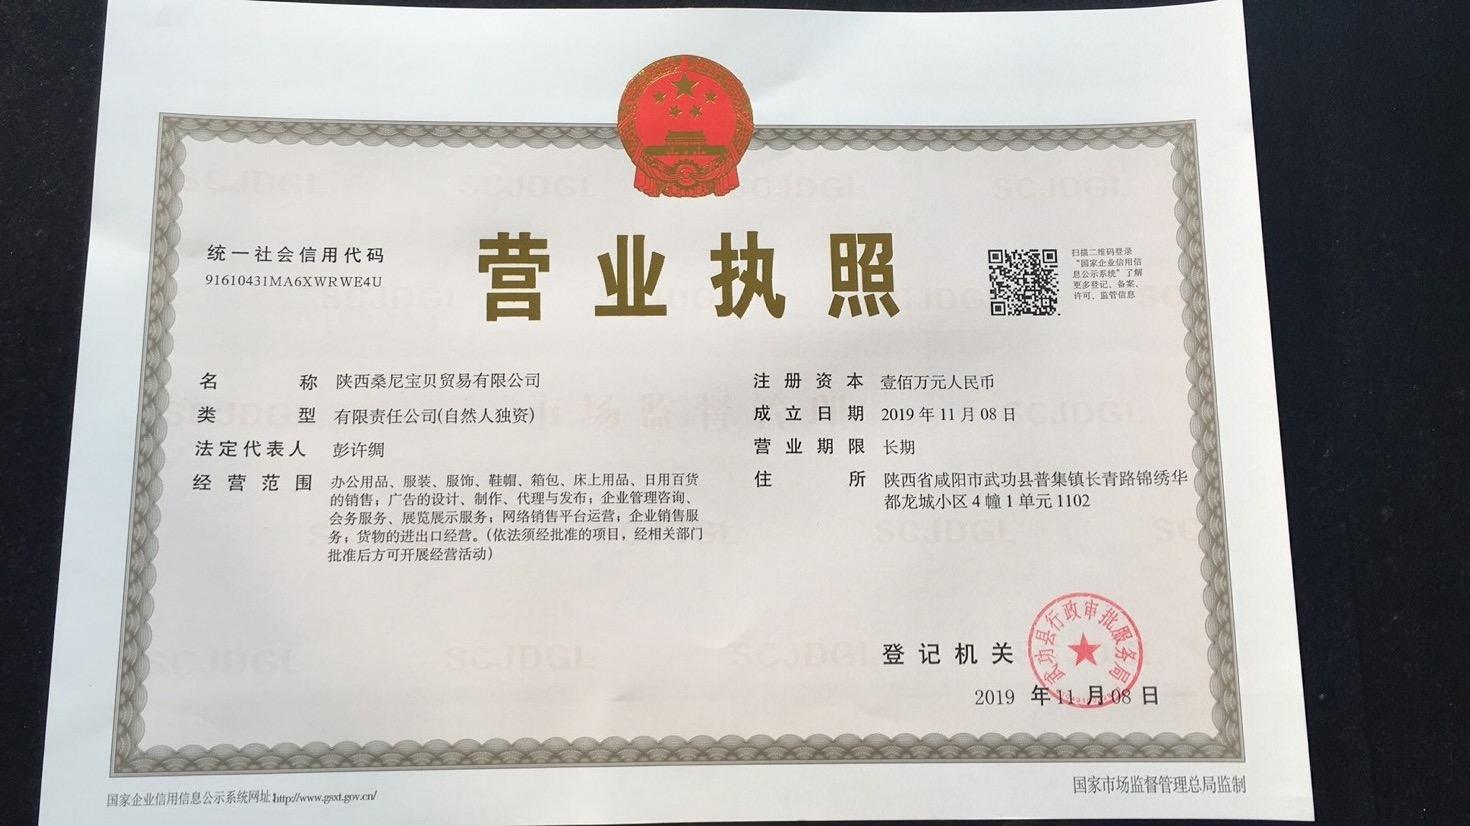 营业执照
统一社会信用代码
91610431MA6XWRWE4U
扫描二维码登录
“国家企业信用信
息公示系统”了解
更多登记、备案、
许可、监管信息
名称 陕西桑尼宝贝贸易有限公司
类型 有限责任公司(自然人独资)
法定代表人 彭许绸
经营范围 办公用品、服装、服饰、鞋帽、箱包、床上用品、日用百货
的销售；广告的设计、制作、代理与发布；企业管理咨询、
会务服务、展览展示服务；网络销售平台运营；企业销售服
务；货物的进出口经营。(依法须经批准的项目，经相关部门
批准后方可开展经营活动)
注册资本 壹佰万元人民币
成立日期 2019年11月08日
营业期限 长期
住所 陕西省咸阳市武功县普集镇长青路锦绣华
都龙城小区4幢1单元1102
登记机关
武功县行政审批服务局
2019 年 11 月 08 日
国家企业信用信息公示系统网址:http://www.gsxt.gov.cn/
国家市场监督管理总局监制